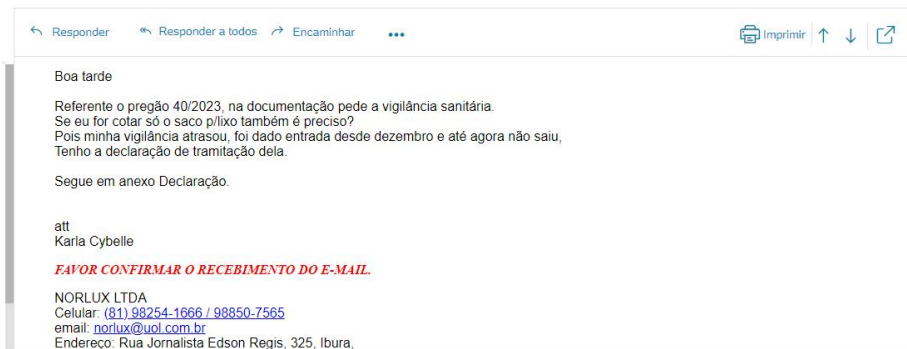 Responder Responder a todos Encaminhar ••• Imprimir
Boa tarde
Referente o pregão 40/2023, na documentação pede a vigilância sanitária.
Se eu for cotar só o saco p/lixo também é preciso?
Pois minha vigilância atrasou, foi dado entrada desde dezembro e até agora não saiu,
Tenho a declaração de tramitação dela.
Segue em anexo Declaração.
att
Karla Cybelle
FAVOR CONFIRMAR O RECEBIMENTO DO E-MAIL.
NORLUX LTDA
Celular: (81) 98254-1666 / 98850-7565
email: norlux@uol.com.br
Endereço: Rua Jornalista Edson Regis, 325, Ibura,